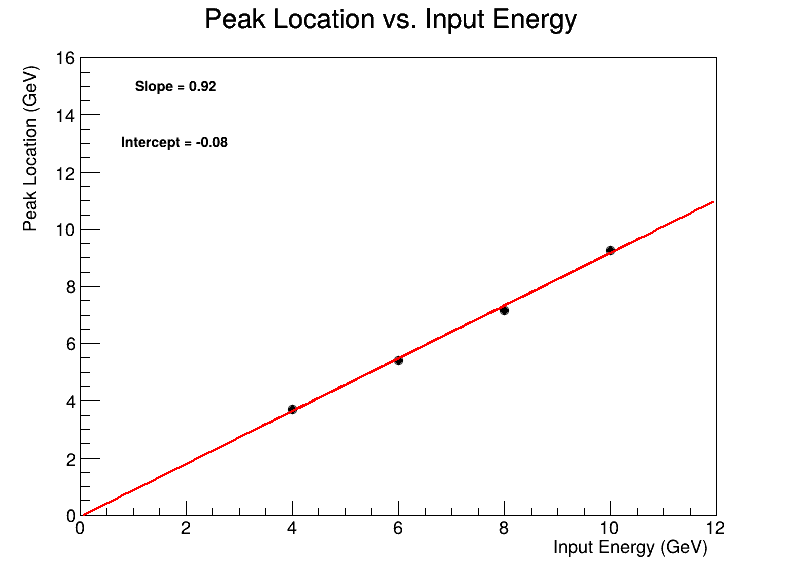 Peak Location vs. Input Energy
Peak Location (GeV)
Slope = 0.92
Intercept = -0.08
16
14
12
10
8
6
4
2
0
0 2 4 6 8 10 12
Input Energy (GeV)